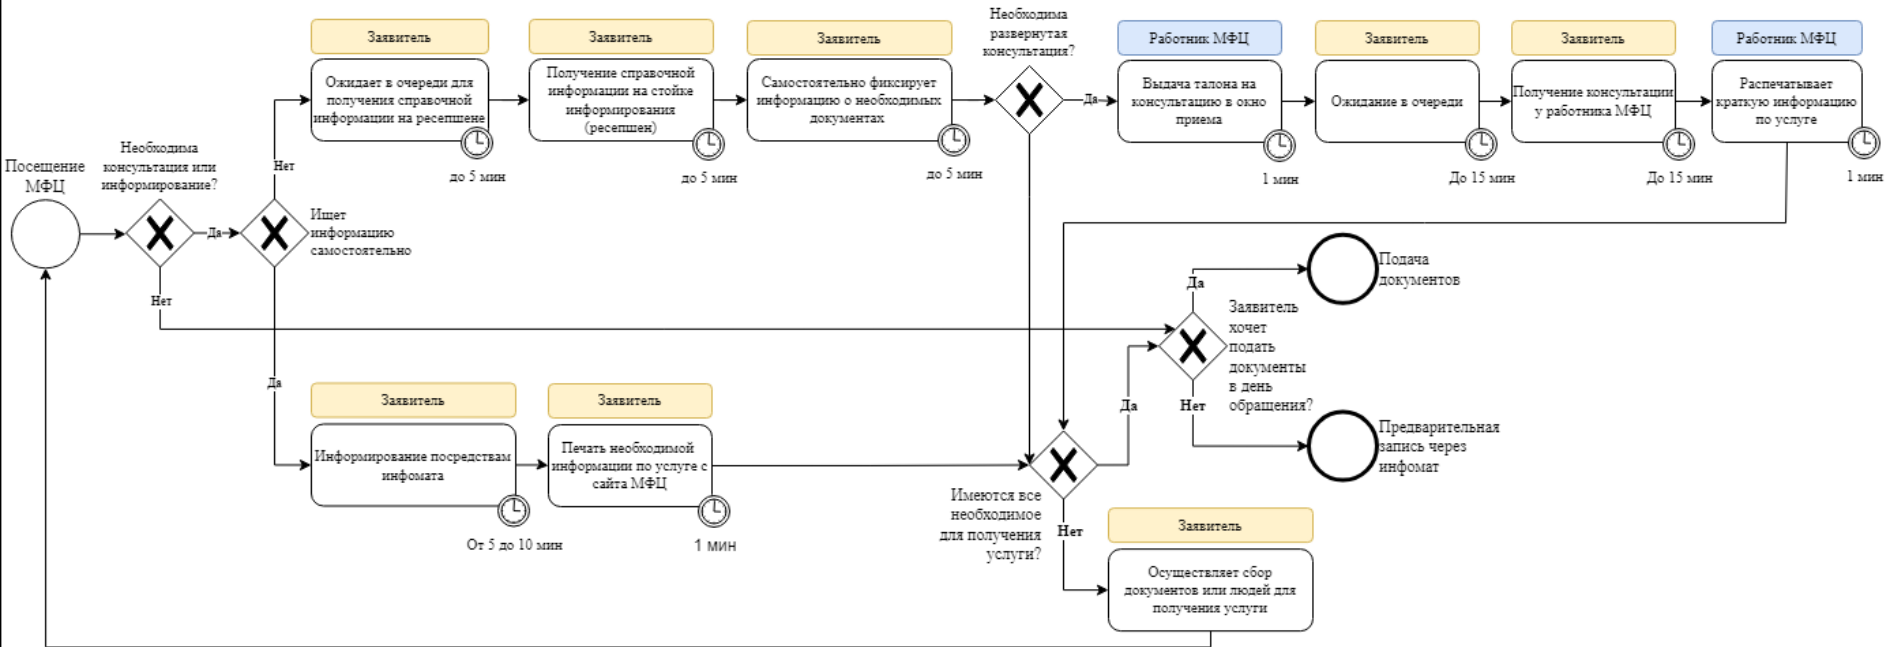 Посещение
МФЦ
Необходима
консультация или
информирование?
Да
Нет
Ищет
информацию
самостоятельно
Нет
Да
Заявитель
Ожидает в очереди для
получения справочной
информации на ресепшене
до 5 мин
Заявитель
Получение справочной
информации на стойке
информирования
(ресепшен)
до 5 мин
Заявитель
Самостоятельно фиксирует
информацию о необходимых
документах
до 5 мин
Необходима
развернутая
консультация?
Да
Работник МФЦ
Выдача талона на
консультацию в окно
приема
1 мин
Заявитель
Ожидание в очереди
До 15 мин
Заявитель
Получение консультации
у работника МФЦ
До 15 мин
Работник МФЦ
Распечатывает
краткую информацию
по услуге
1 мин
Заявитель
Информирование посредствам
инфомата
От 5 до 10 мин
Заявитель
Печать необходимой
информации по услуге с
сайта МФЦ
1 мин
Имеются все
необходимое
для получения
услуги?
Да
Нет
Заявитель
Осуществляет сбор
документов или людей для
получения услуги
Заявитель
хочет
подать
документы
в день
обращения?
Да
Нет
Подача
документов
Предварительная
запись через
инфомат